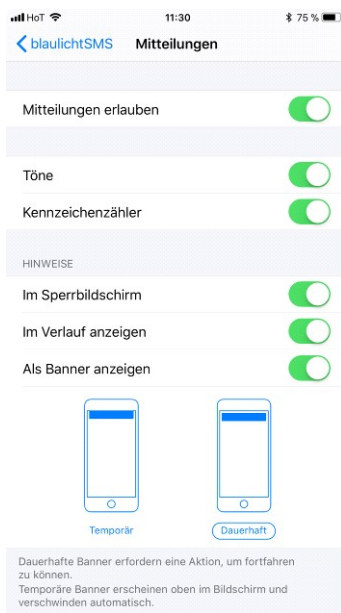 HoT 11:30 75 %
blaulichtSMS Mitteilungen
Mitteilungen erlauben
Töne
Kennzeichenzähler
HINWEISE
Im Sperrbildschirm
Im Verlauf anzeigen
Als Banner anzeigen
Temporär Dauerhaft
Dauerhafte Banner erfordern eine Aktion, um fortfahren
zu können.
Temporäre Banner erscheinen oben im Bildschirm und
verschwinden automatisch.